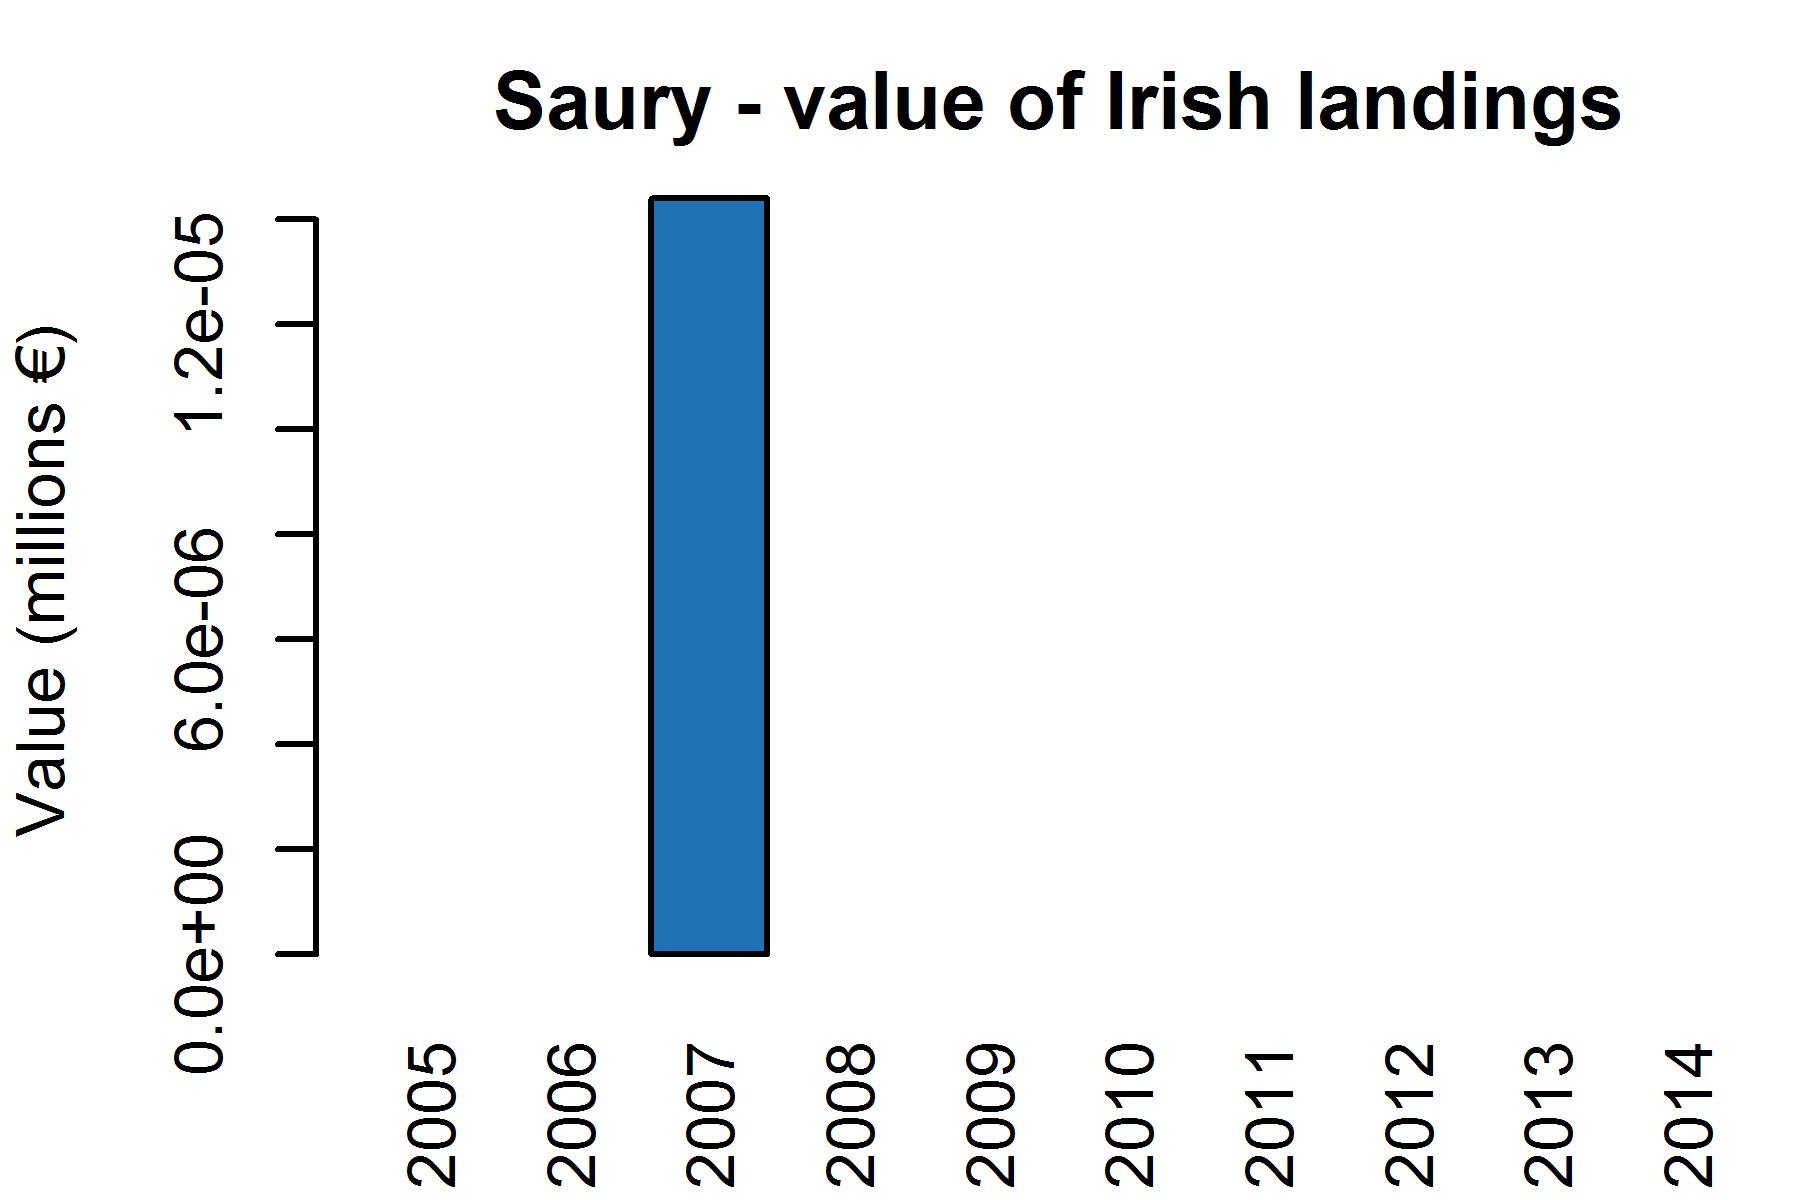 Saury - value of Irish landings
Value (millions €)
1.2e-05
6.0e-06
0.0e+00
2005
2006
2007
2008
2009
2010
2011
2012
2013
2014